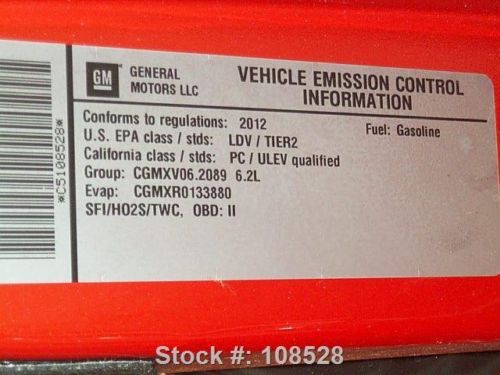 GM
GENERAL
MOTORS LLC
VEHICLE EMISSION CONTROL
INFORMATION
Conforms to regulations: 2012
Fuel: Gasoline
U.S. EPA class / stds: LDV / TIER2
California class / stds: PC / ULEV qualified
Group: CGMXV06.2089 6.2L
Evap: CGMXR0133880
SFI/HO2S/TWC, OBD: II
*C5108528*
Stock #: 108528